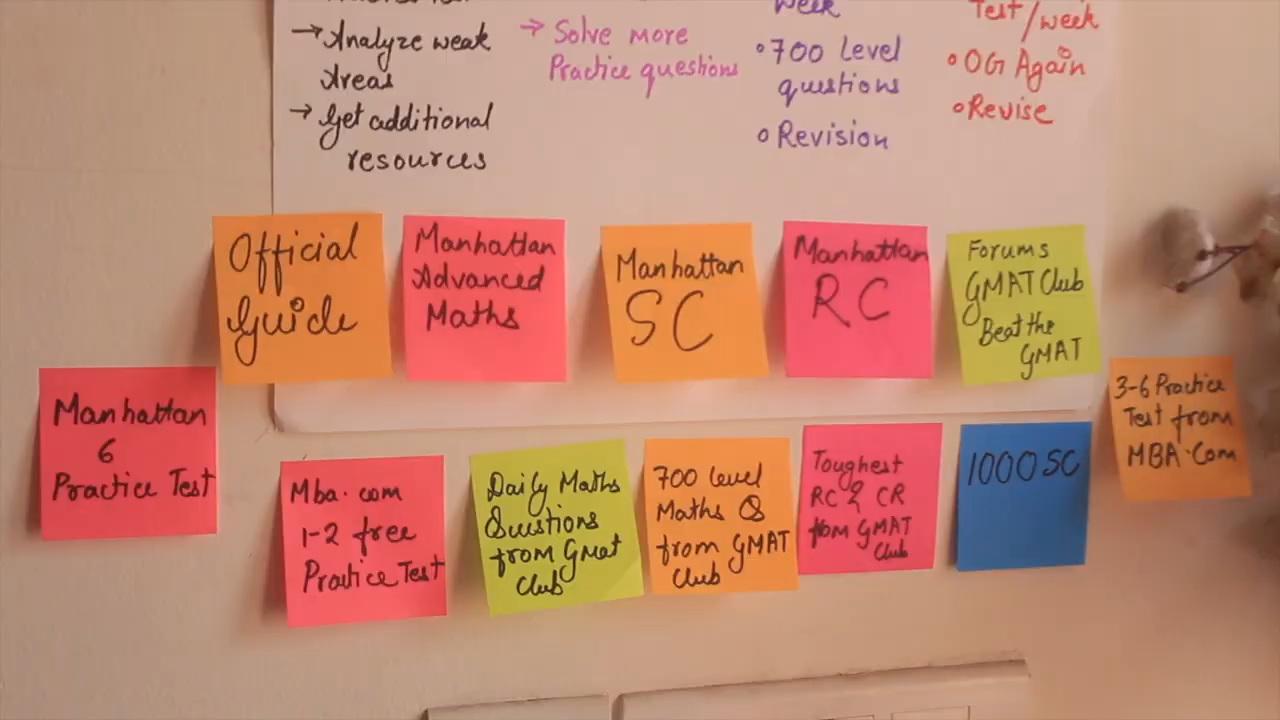 →Analyze weak
Areas
→Get additional
resources
→ Solve more
Practice questions
week
•700 Level
questions
•Revision
Test/week
•OG Again
•Revise
Official
Guide
Manhattan
Advanced
Maths
Manhattan
SC
Manhattan
RC
Forums
GMAT Club
Beat the
GMAT
Manhattan
6
Practice Test
Mba.com
1-2 free
Practice Test
Daily Maths
Questions
from Gmat
Club
700 Level
Maths Q
from GMAT
Club
Toughest
RC & CR
from GMAT
Club
1000 SC
3-6 Practice
Test from
MBA.Com